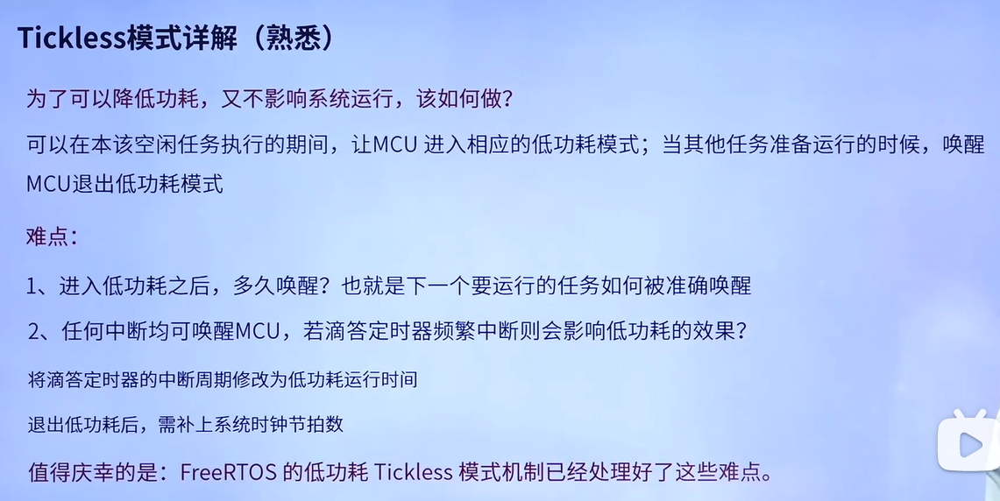 Tickless模式详解（熟悉）
为了可以降低功耗，又不影响系统运行，该如何做？
可以在本该空闲任务执行的期间，让MCU 进入相应的低功耗模式；当其他任务准备运行的时候，唤醒
MCU退出低功耗模式
难点：
1、进入低功耗之后，多久唤醒？也就是下一个要运行的任务如何被准确唤醒
2、任何中断均可唤醒MCU，若滴答定时器频繁中断则会影响低功耗的效果？
将滴答定时器的中断周期修改为低功耗运行时间
退出低功耗后，需补上系统时钟节拍数
值得庆幸的是：FreeRTOS 的低功耗 Tickless 模式机制已经处理好了这些难点。